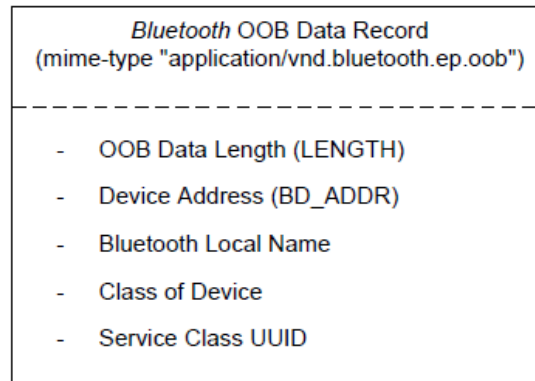 Bluetooth OOB Data Record
(mime-type "application/vnd.bluetooth.ep.oob")
- OOB Data Length (LENGTH)
- Device Address (BD_ADDR)
- Bluetooth Local Name
- Class of Device
- Service Class UUID